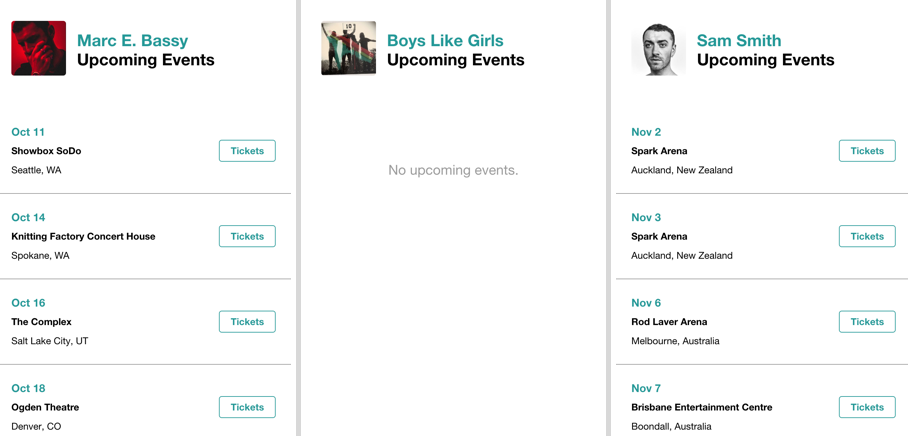 Marc E. Bassy
Upcoming Events
Oct 11
Showbox SoDo
Seattle, WA
Tickets
Oct 14
Knitting Factory Concert House
Spokane, WA
Tickets
Oct 16
The Complex
Salt Lake City, UT
Tickets
Oct 18
Ogden Theatre
Denver, CO
Tickets
Boys Like Girls
Upcoming Events
No upcoming events.
Sam Smith
Upcoming Events
Nov 2
Spark Arena
Auckland, New Zealand
Tickets
Nov 3
Spark Arena
Auckland, New Zealand
Tickets
Nov 6
Rod Laver Arena
Melbourne, Australia
Tickets
Nov 7
Brisbane Entertainment Centre
Boondall, Australia
Tickets